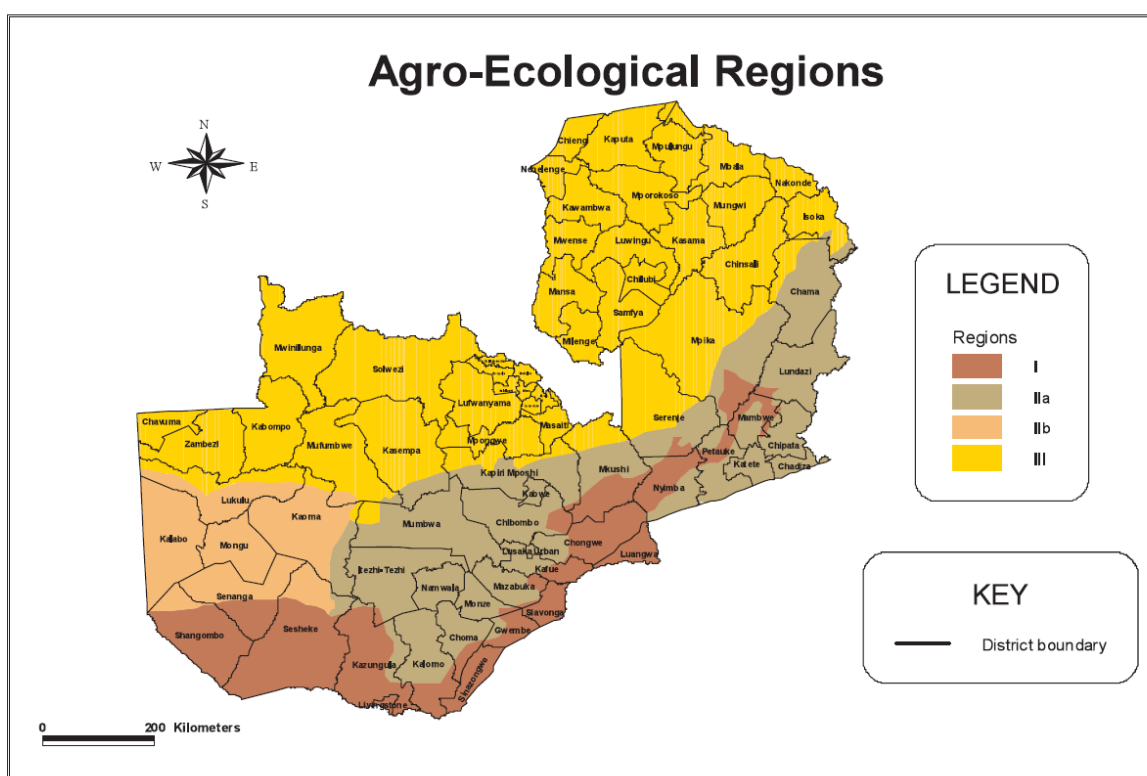 Agro-Ecological Regions
N
W E
S
Chiengi
Kaputa
Mpulungu
Mbala
Nchelenge
Nakonde
Mporokoso
Kawambwa
Mungwi
Isoka
Mwense
Luwingu
Kasama
Chinsali
Chilubi
Mansa
Chama
Samfya
Milenge
Mpika
Mwinilunga
Solwezi
Lundazi
Lufwanyama
Chavuma
Kabompo
Serenje
Mambwe
Masaiti
Zambezi
Mufumbwe
Kasempa
Mpongwe
Petauke
Chipata
Kapiri Mposhi
Mkushi
Katete
Chadiza
Nyimba
Lukulu
Kabwe
Kaoma
Mumbwa
Chibombo
Kalabo
Mongu
Chongwe
Lusaka Urban
Luangwa
Itezhi-Tezhi
Kafue
Namwala
Mazabuka
Senanga
Monze
Siavonga
Gwembe
Shangombo
Sesheke
Choma
Kazungula
Kalomo
Sinazongwe
Livingstone
0 200 Kilometers
LEGEND
Regions
I
IIa
IIb
III
KEY
District boundary